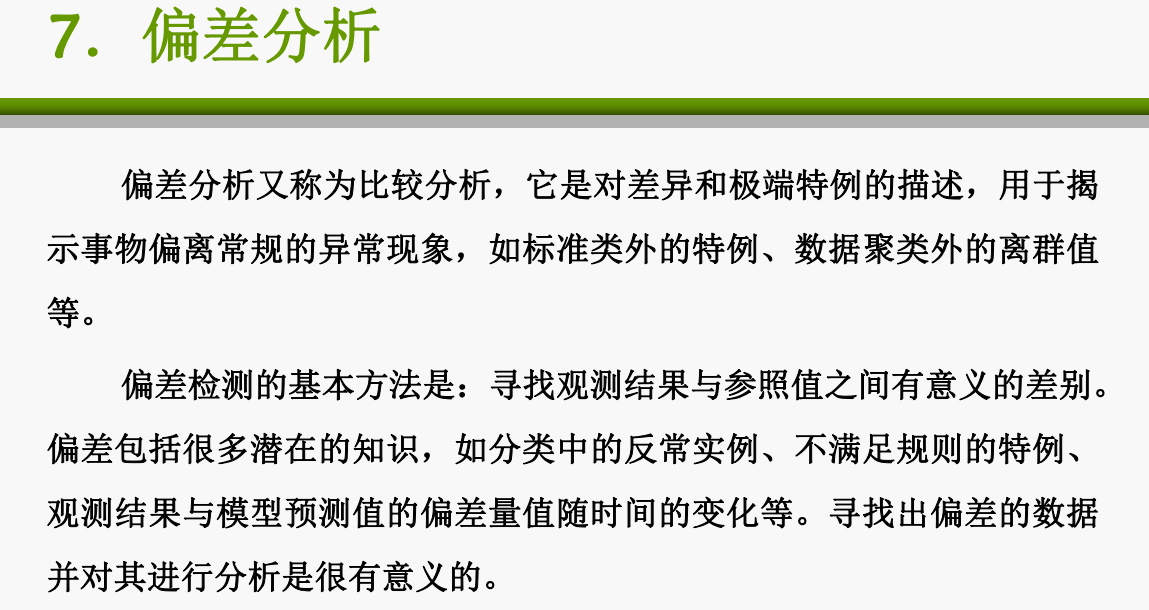 7. 偏差分析
偏差分析又称为比较分析，它是对差异和极端特例的描述，用于揭
示事物偏离常规的异常现象，如标准类外的特例、数据聚类外的离群值
等。
偏差检测的基本方法是：寻找观测结果与参照值之间有意义的差别。
偏差包括很多潜在的知识，如分类中的反常实例、不满足规则的特例、
观测结果与模型预测值的偏差量值随时间的变化等。寻找出偏差的数据
并对其进行分析是很有意义的。